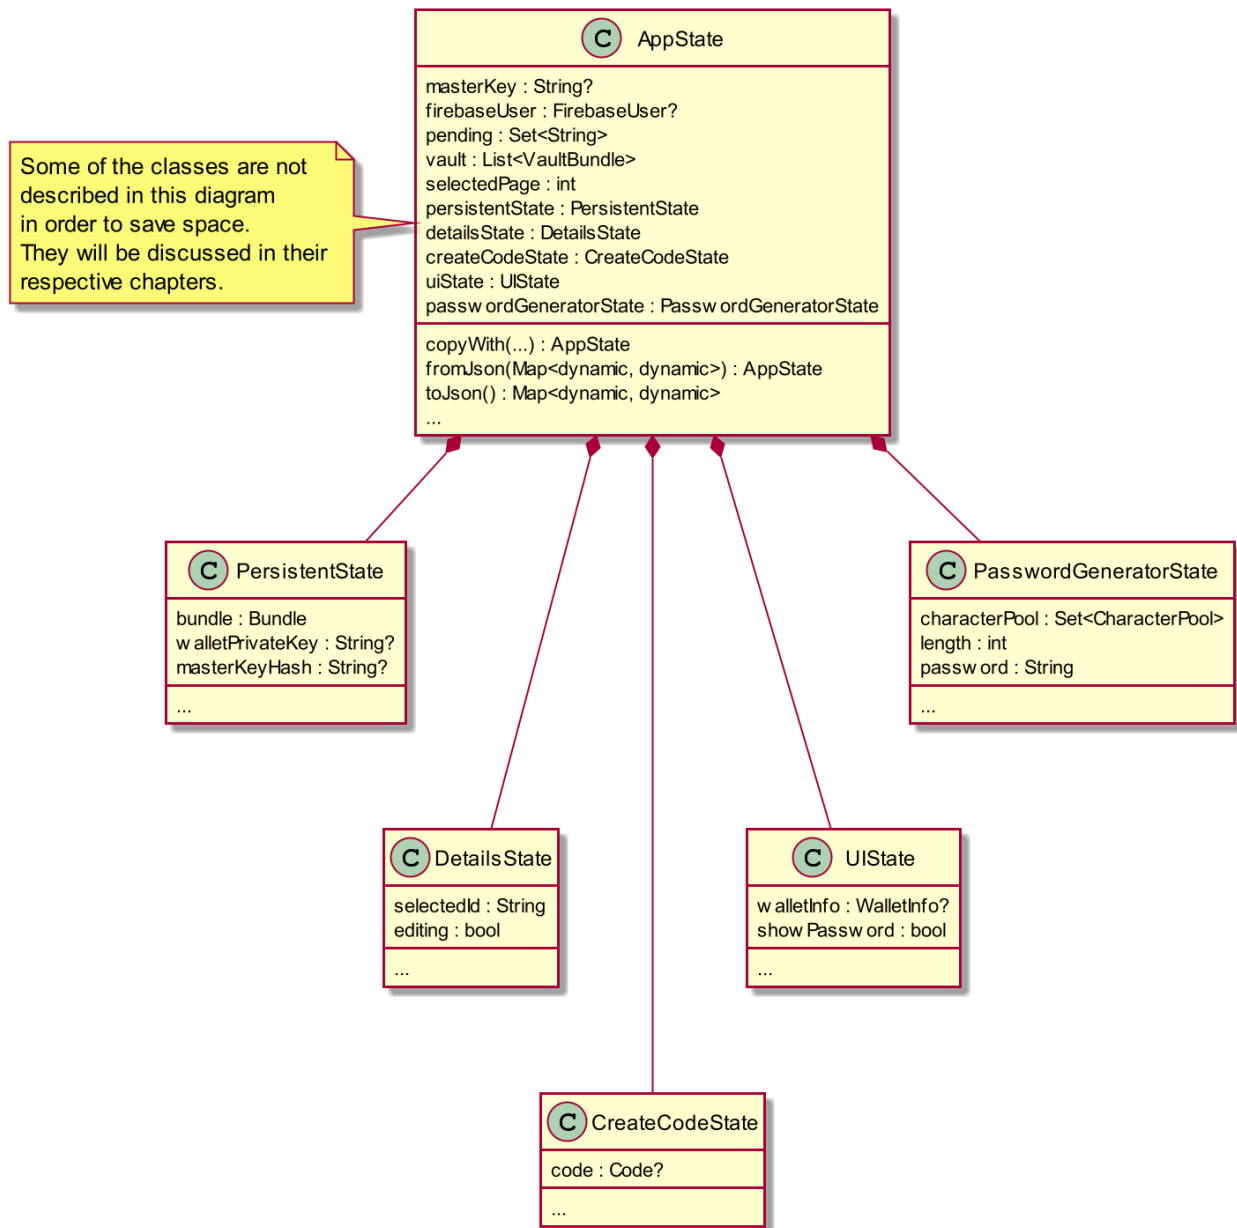 C AppState
masterKey : String?
firebaseUser : FirebaseUser?
pending : Set<String>
vault : List<VaultBundle>
selectedPage : int
persistentState : PersistentState
detailsState : DetailsState
createCodeState : CreateCodeState
uiState : UIState
passwordGeneratorState : PasswordGeneratorState
copyWith(...) : AppState
fromJson(Map<dynamic, dynamic>) : AppState
toJson() : Map<dynamic, dynamic>
...
Some of the classes are not
described in this diagram
in order to save space.
They will be discussed in their
respective chapters.
C PersistentState
bundle : Bundle
walletPrivateKey : String?
masterKeyHash : String?
...
C PasswordGeneratorState
characterPool : Set<CharacterPool>
length : int
password : String
...
C DetailsState
selectedId : String
editing : bool
...
C UIState
walletInfo : WalletInfo?
showPassword : bool
...
C CreateCodeState
code : Code?
...